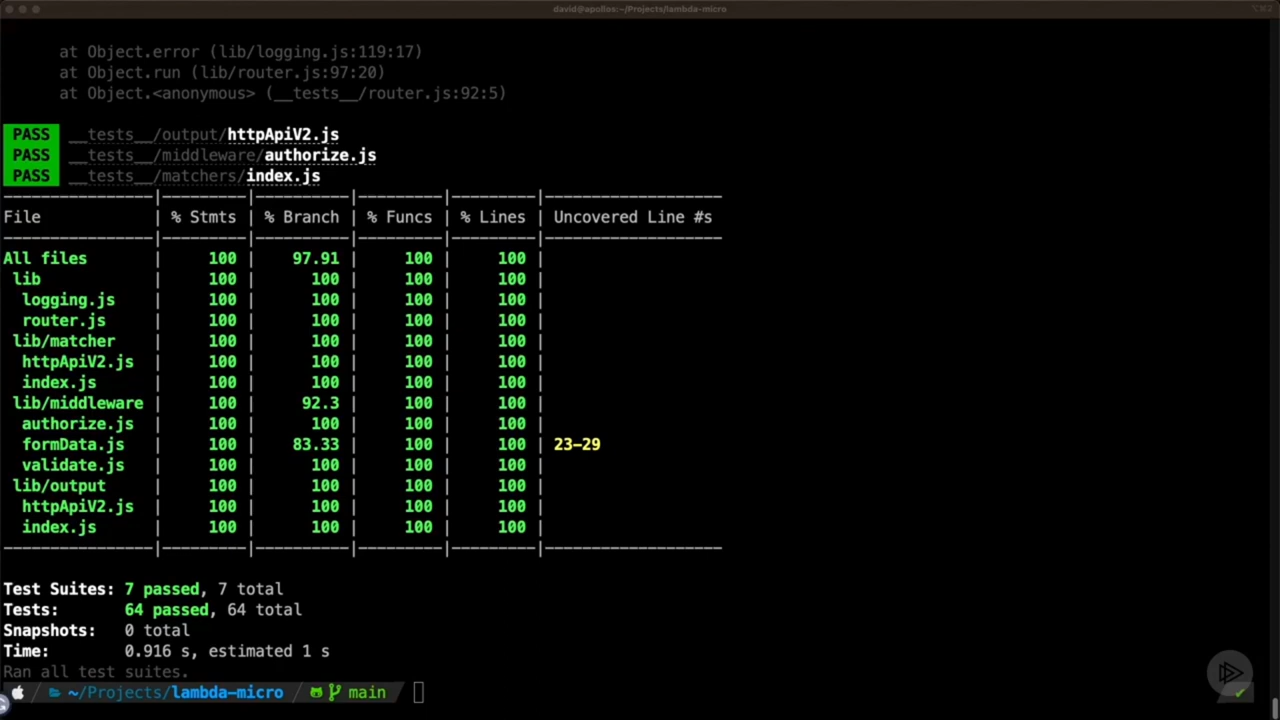 david@apollos:~/Projects/lambda-micro
at Object.error (lib/logging.js:119:17)
at Object.run (lib/router.js:97:20)
at Object.<anonymous> (__tests__/router.js:92:5)
PASS __tests__/output/httpApiV2.js
PASS __tests__/middleware/authorize.js
PASS __tests__/matchers/index.js
File | % Stmts | % Branch | % Funcs | % Lines | Uncovered Line #s
All files | 100 | 97.91 | 100 | 100 |
lib | 100 | 100 | 100 | 100 |
logging.js | 100 | 100 | 100 | 100 |
router.js | 100 | 100 | 100 | 100 |
lib/matcher | 100 | 100 | 100 | 100 |
httpApiV2.js | 100 | 100 | 100 | 100 |
index.js | 100 | 100 | 100 | 100 |
lib/middleware | 100 | 92.3 | 100 | 100 |
authorize.js | 100 | 100 | 100 | 100 |
formData.js | 100 | 83.33 | 100 | 100 | 23-29
validate.js | 100 | 100 | 100 | 100 |
lib/output | 100 | 100 | 100 | 100 |
httpApiV2.js | 100 | 100 | 100 | 100 |
index.js | 100 | 100 | 100 | 100 |
Test Suites: 7 passed, 7 total
Tests: 64 passed, 64 total
Snapshots: 0 total
Time: 0.916 s, estimated 1 s
Ran all test suites.
~/Projects/lambda-micro main